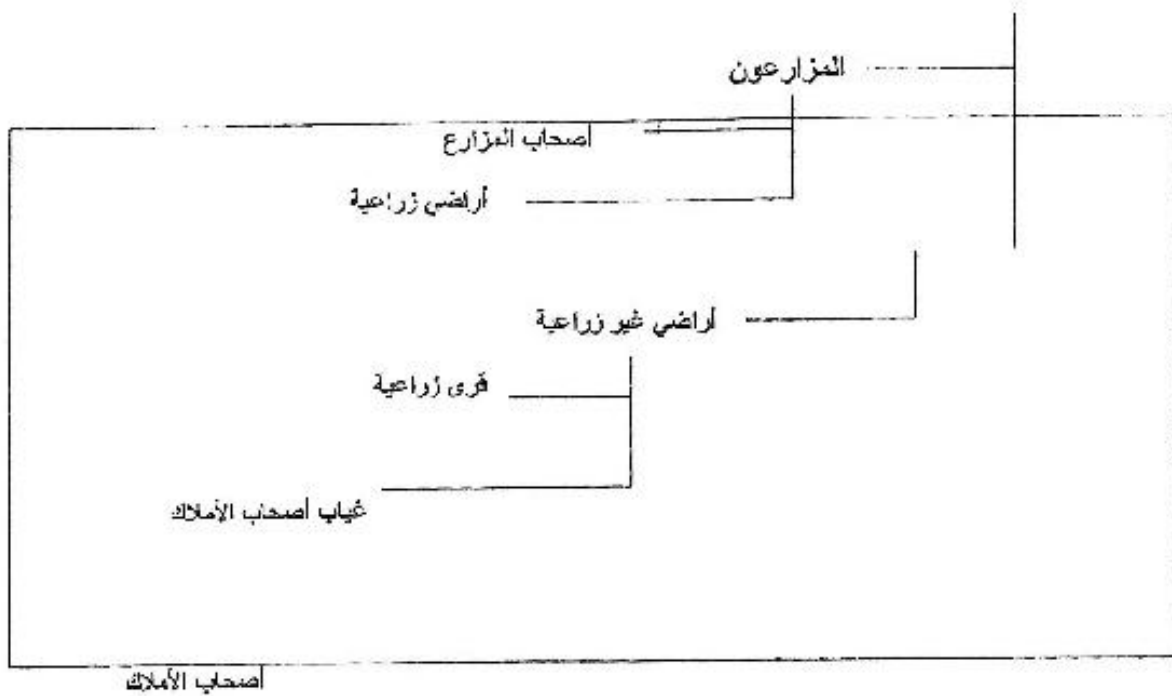 المزارعون
أصحاب المزارع
أراضي زراعية
أراضي غير زراعية
قرى زراعية
غياب أصحاب الأملاك
أصحاب الأملاك